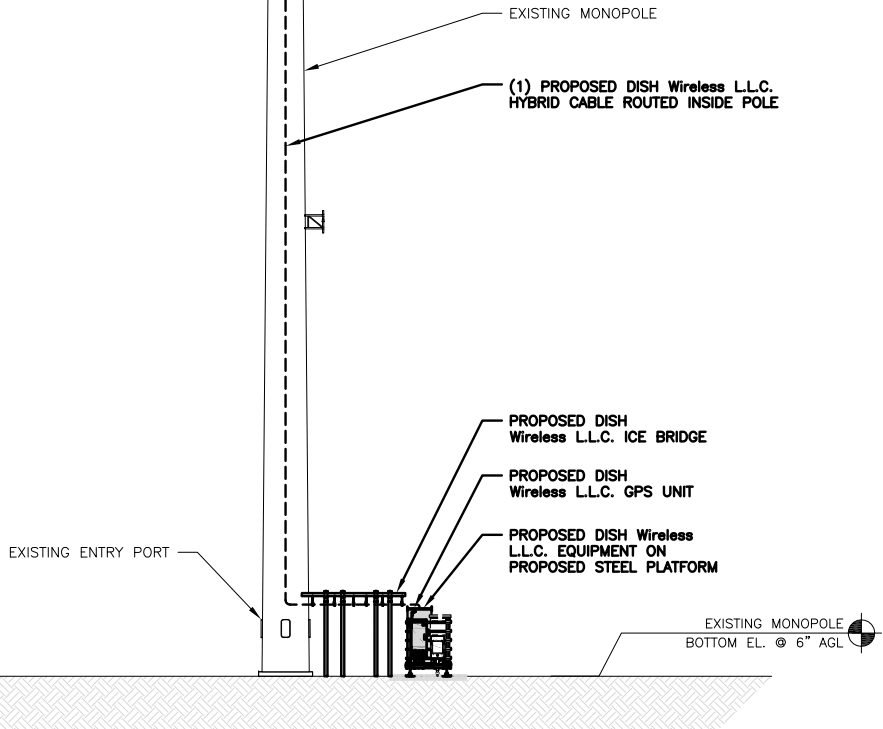 EXISTING MONOPOLE
(1) PROPOSED DISH Wireless L.L.C.
HYBRID CABLE ROUTED INSIDE POLE
PROPOSED DISH
Wireless L.L.C. ICE BRIDGE
PROPOSED DISH
Wireless L.L.C. GPS UNIT
PROPOSED DISH Wireless
L.L.C. EQUIPMENT ON
PROPOSED STEEL PLATFORM
EXISTING ENTRY PORT
EXISTING MONOPOLE
BOTTOM EL. @ 6" AGL